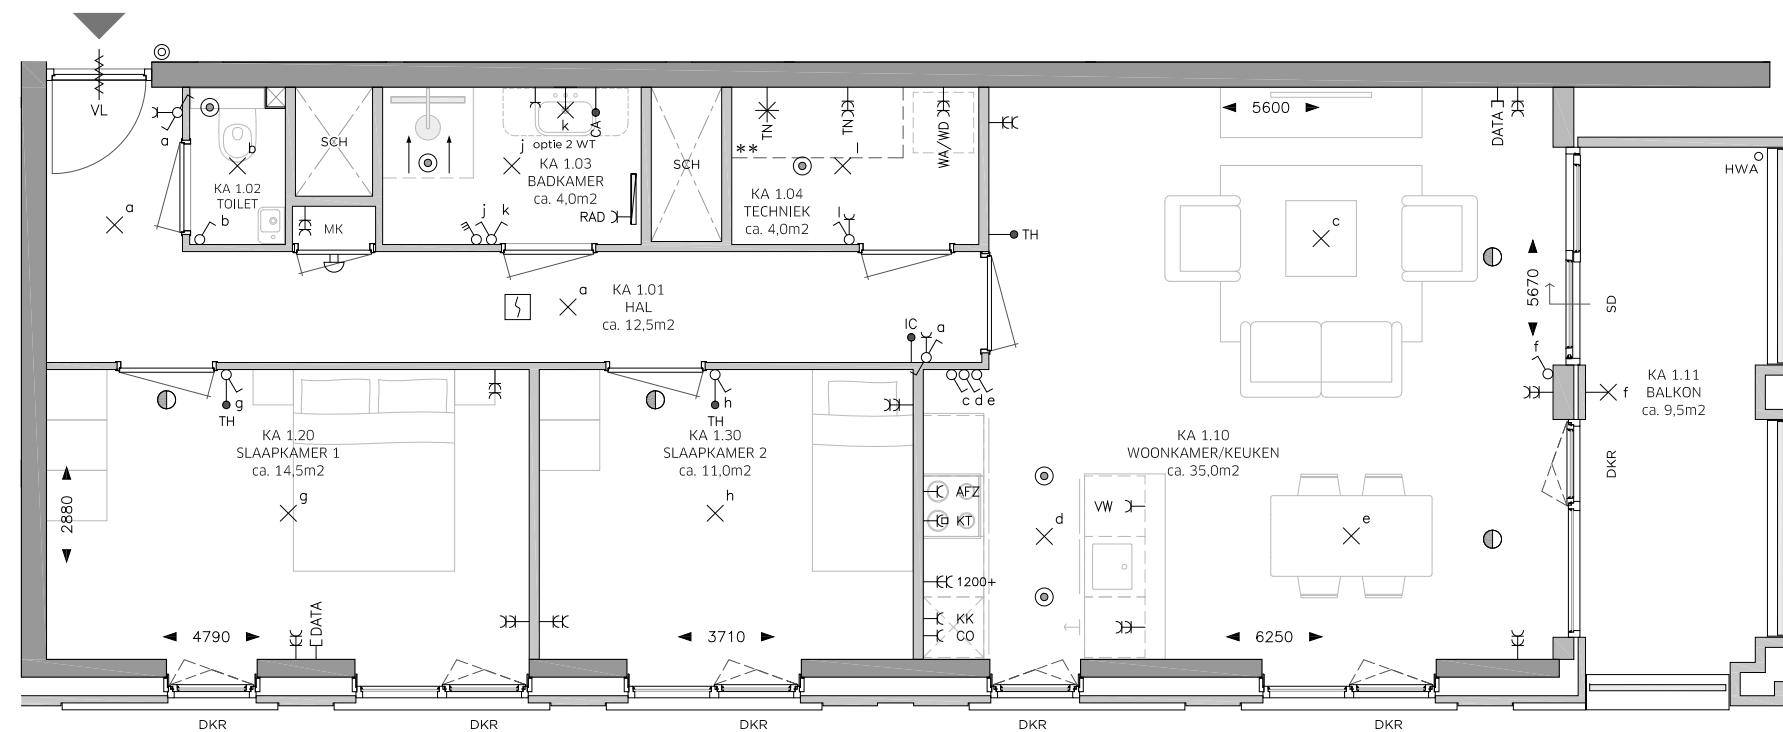 VL
a
b
KA 1.02
TOILET
b
a
SCH
MK
k
CA
j
optie 2 WT
KA 1.03
BADKAMER
ca. 4,0m2
RAD
j
k
SCH
TN
TN
WA/WD
**
l
KA 1.04
TECHNIEK
ca. 4,0m2
l
TH
5600
DATA
HWA
c
5670
SD
a
KA 1.01
HAL
ca. 12,5m2
IC
a
f
f
KA 1.11
BALKON
ca. 9,5m2
c
d
e
g
TH
KA 1.20
SLAAPKAMER 1
ca. 14,5m2
g
2880
h
TH
KA 1.30
SLAAPKAMER 2
ca. 11,0m2
h
KA 1.10
WOONKAMER/KEUKEN
ca. 35,0m2
DKR
AFZ
KT
d
VW
e
1200+
KK
CO
DATA
4790
3710
6250
DKR
DKR
DKR
DKR
DKR